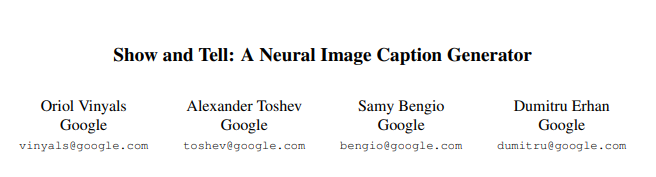 Show and Tell: A Neural Image Caption Generator
Oriol Vinyals
Google
vinyals@google.com
Alexander Toshev
Google
toshev@google.com
Samy Bengio
Google
bengio@google.com
Dumitru Erhan
Google
dumitru@google.com